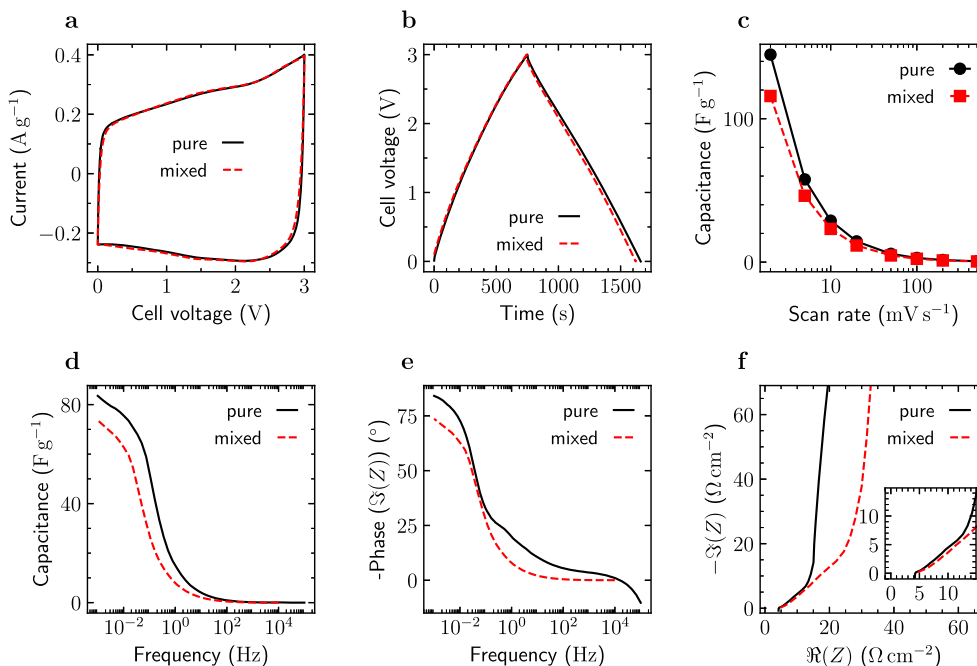 a
Current (A g⁻¹)
0.4
0.2
0
−0.2
pure
mixed
0
1
2
3
Cell voltage (V)
b
Cell voltage (V)
3
2
1
0
pure
mixed
0
500
1000
1500
Time (s)
c
Capacitance (F g⁻¹)
100
0
pure
mixed
10
100
Scan rate (mV s⁻¹)
d
Capacitance (F g⁻¹)
80
40
0
pure
mixed
10⁻²
10⁰
10²
10⁴
Frequency (Hz)
e
-Phase (ℑ(Z)) (°)
75
50
25
0
pure
mixed
10⁻²
10⁰
10²
10⁴
Frequency (Hz)
f
−ℑ(Z) (Ω cm⁻²)
60
40
20
0
pure
mixed
10
5
0
0
5
10
0
20
40
60
ℜ(Z) (Ω cm⁻²)